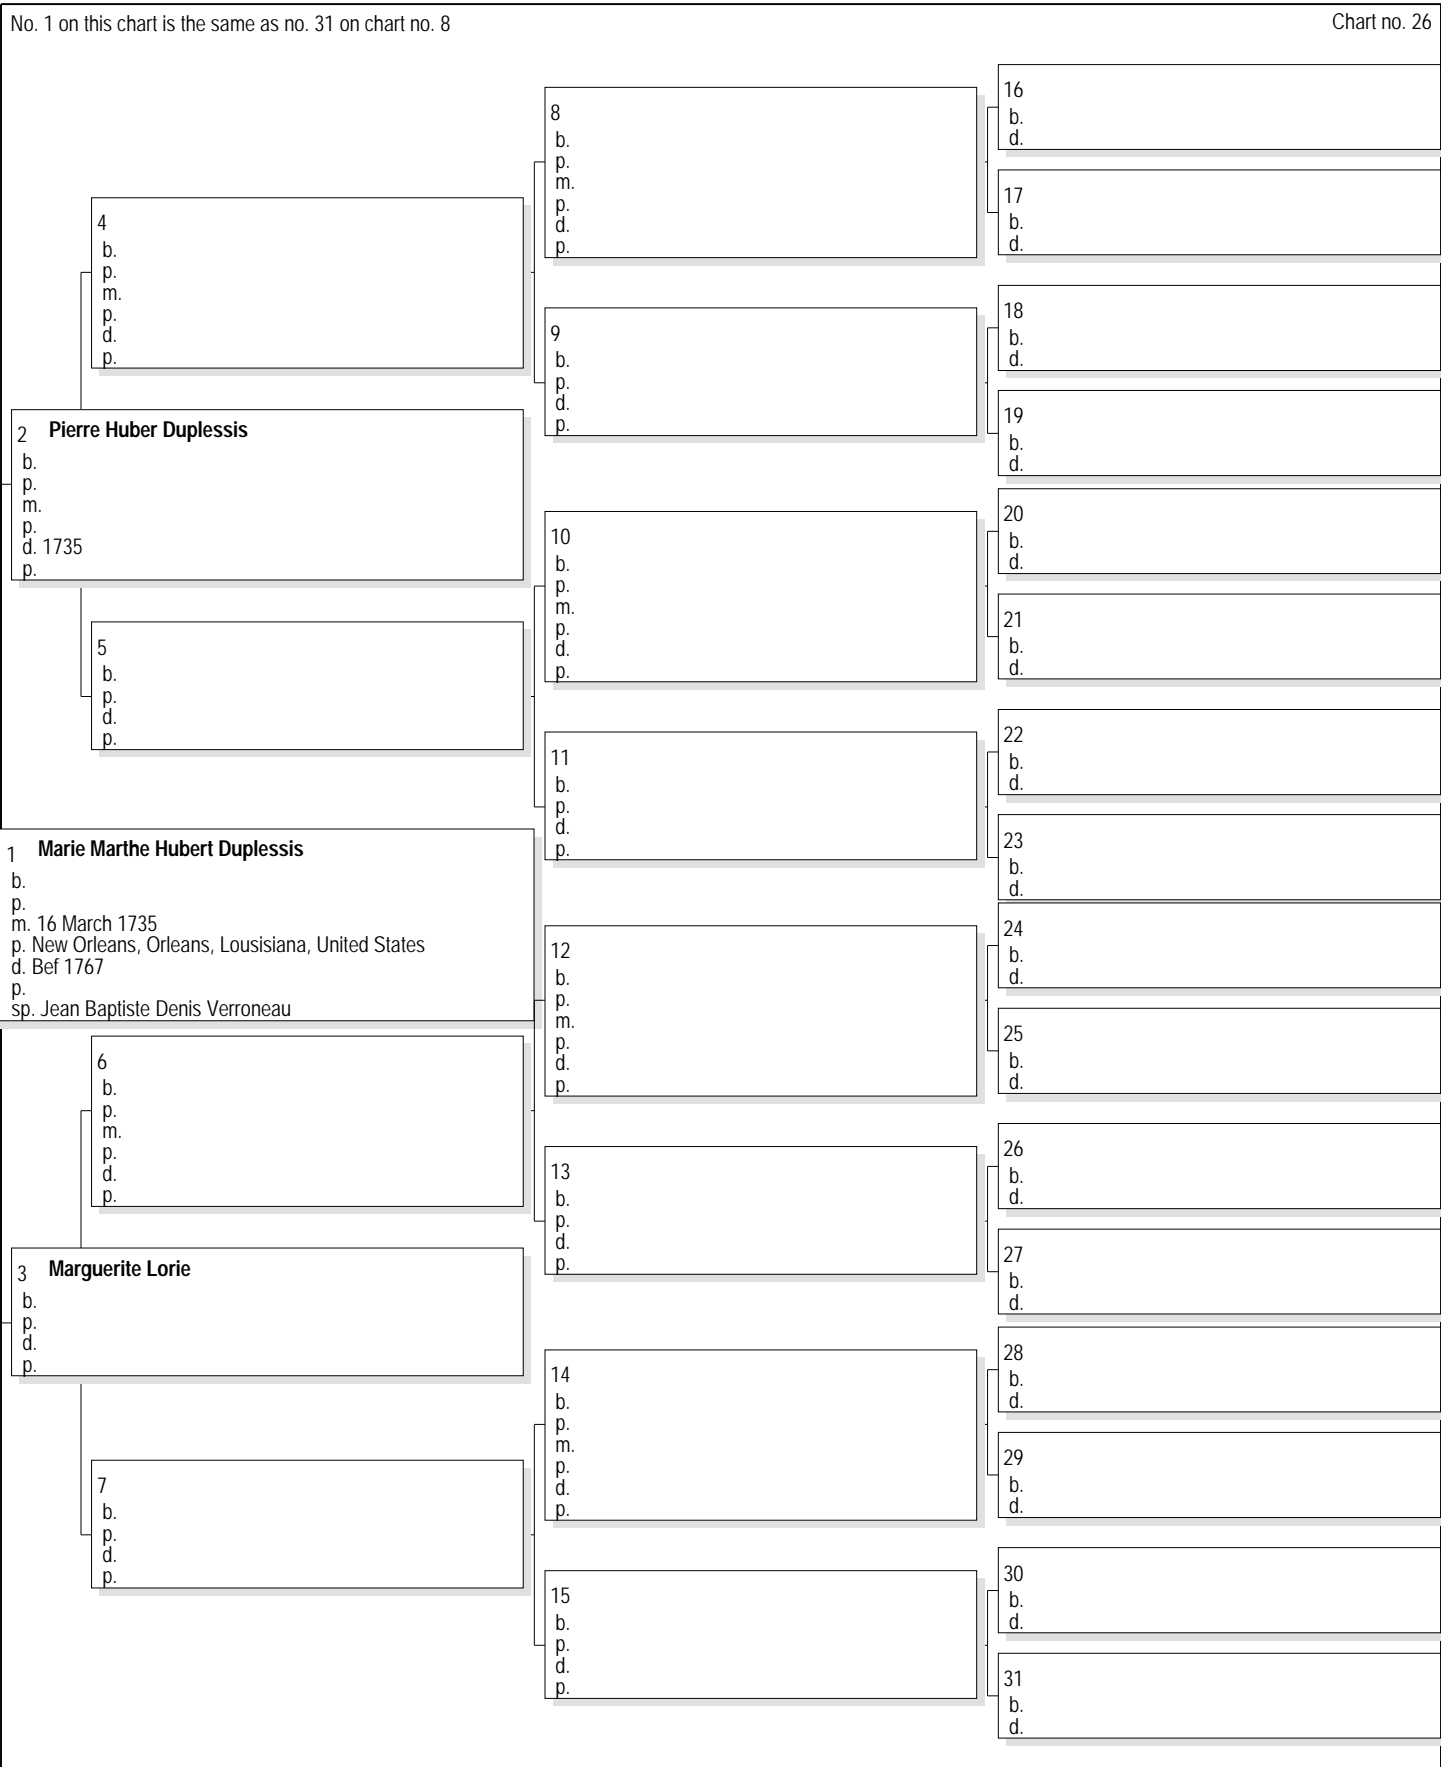 No. 1 on this chart is the same as no. 31 on chart no. 8
Chart no. 26
16
b.
d.
8
b.
p.
m.
p.
d.
p.
17
b.
d.
4
b.
p.
m.
p.
d.
p.
18
b.
d.
9
b.
p.
d.
p.
19
b.
d.
2 Pierre Huber Duplessis
b.
p.
m.
p.
d. 1735
p.
20
b.
d.
10
b.
p.
m.
p.
d.
p.
21
b.
d.
5
b.
p.
d.
p.
22
b.
d.
11
b.
p.
d.
p.
23
b.
d.
1 Marie Marthe Hubert Duplessis
b.
p.
m. 16 March 1735
p. New Orleans, Orleans, Lousisiana, United States
d. Bef 1767
p.
sp. Jean Baptiste Denis Verroneau
24
b.
d.
12
b.
p.
m.
p.
d.
p.
25
b.
d.
6
b.
p.
m.
p.
d.
p.
26
b.
d.
13
b.
p.
d.
p.
27
b.
d.
3 Marguerite Lorie
b.
p.
d.
p.
28
b.
d.
14
b.
p.
m.
p.
d.
p.
29
b.
d.
7
b.
p.
d.
p.
30
b.
d.
15
b.
p.
d.
p.
31
b.
d.